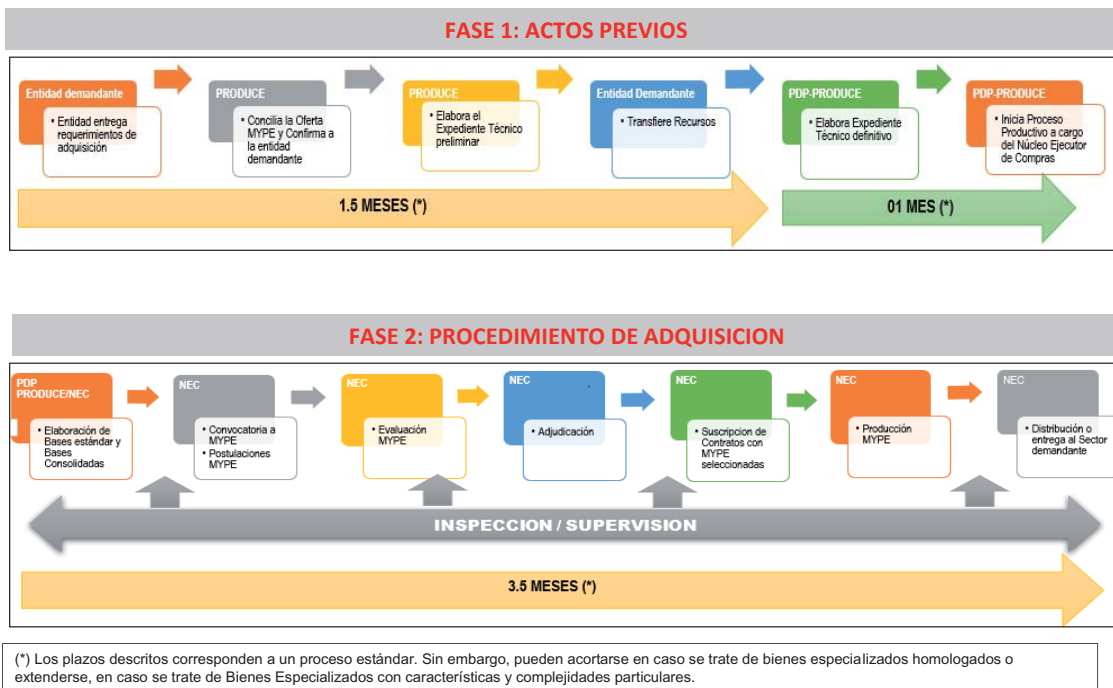 FASE 1: ACTOS PREVIOS
Entidad demandante
• Entidad entrega
requerimientos de
adquisición
PRODUCE
• Concilia la Oferta
MYPE y Confirma a
la entidad
demandante
PRODUCE
• Elabora el
Expediente Técnico
preliminar
Entidad Demandante
• Transfiere Recursos
PDP-PRODUCE
• Elabora Expediente
Técnico definitivo
PDP-PRODUCE
• Inicia Proceso
Productivo a cargo
del Núcleo Ejecutor
de Compras
1.5 MESES (*)
01 MES (*)
FASE 2: PROCEDIMIENTO DE ADQUISICION
PDP
PRODUCE/NEC
• Elaboración de
Bases estándar y
Bases
Consolidadas
NEC
• Convocatoria a
MYPE
• Postulaciones
MYPE
NEC
• Evaluación
MYPE
NEC
• Adjudicación
NEC
• Suscripcion de
Contratos con
MYPE
seleccionadas
NEC
• Producción
MYPE
NEC
• Distribución o
entrega al Sector
demandante
INSPECCION / SUPERVISION
3.5 MESES (*)
(*) Los plazos descritos corresponden a un proceso estándar. Sin embargo, pueden acortarse en caso se trate de bienes especializados homologados o
extenderse, en caso se trate de Bienes Especializados con características y complejidades particulares.